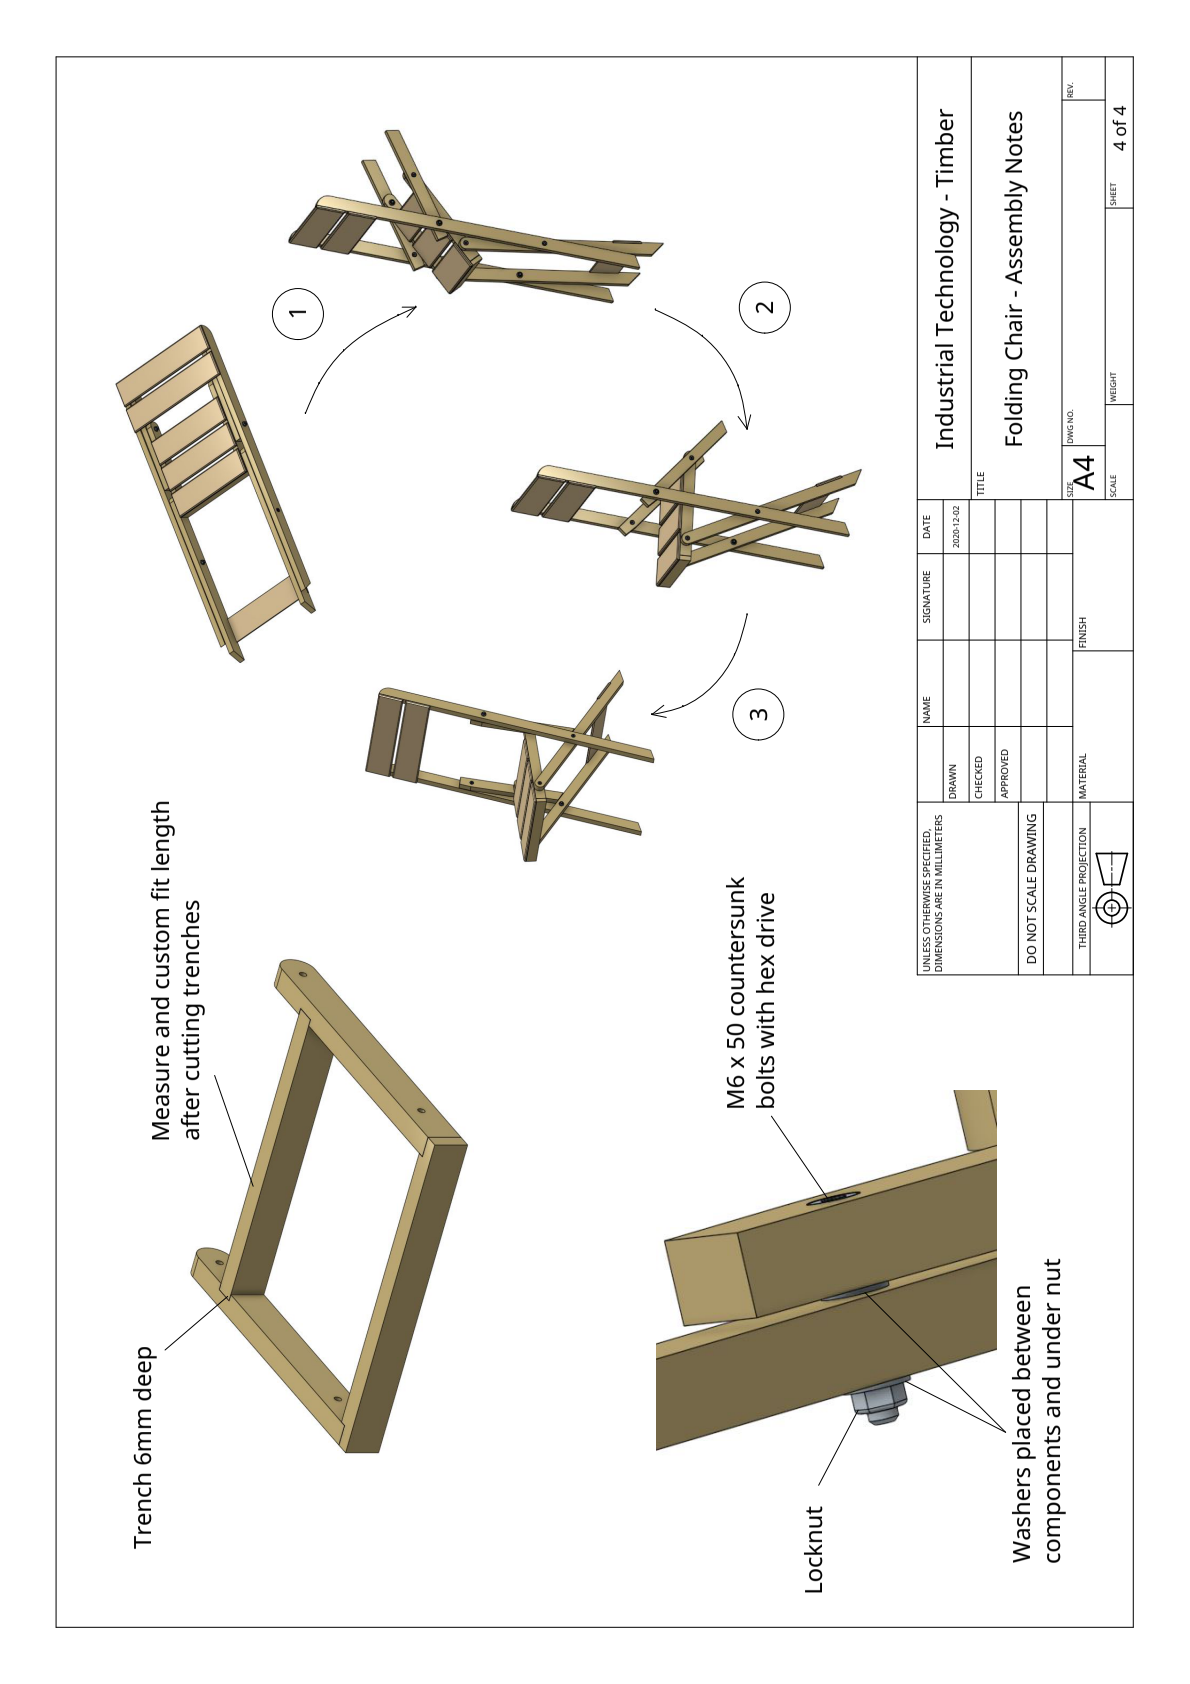 Trench 6mm deep
Measure and custom fit length
after cutting trenches
1
2
3
Locknut
M6 x 50 countersunk
bolts with hex drive
Washers placed between
components and under nut
UNLESS OTHERWISE SPECIFIED,
DIMENSIONS ARE IN MILLIMETERS
DO NOT SCALE DRAWING
THIRD ANGLE PROJECTION
NAME
SIGNATURE
DATE
DRAWN
2020-12-02
CHECKED
APPROVED
MATERIAL
FINISH
Industrial Technology - Timber
TITLE
Folding Chair - Assembly Notes
SIZE
A4
DWG NO.
REV.
SCALE
WEIGHT
SHEET
4 of 4